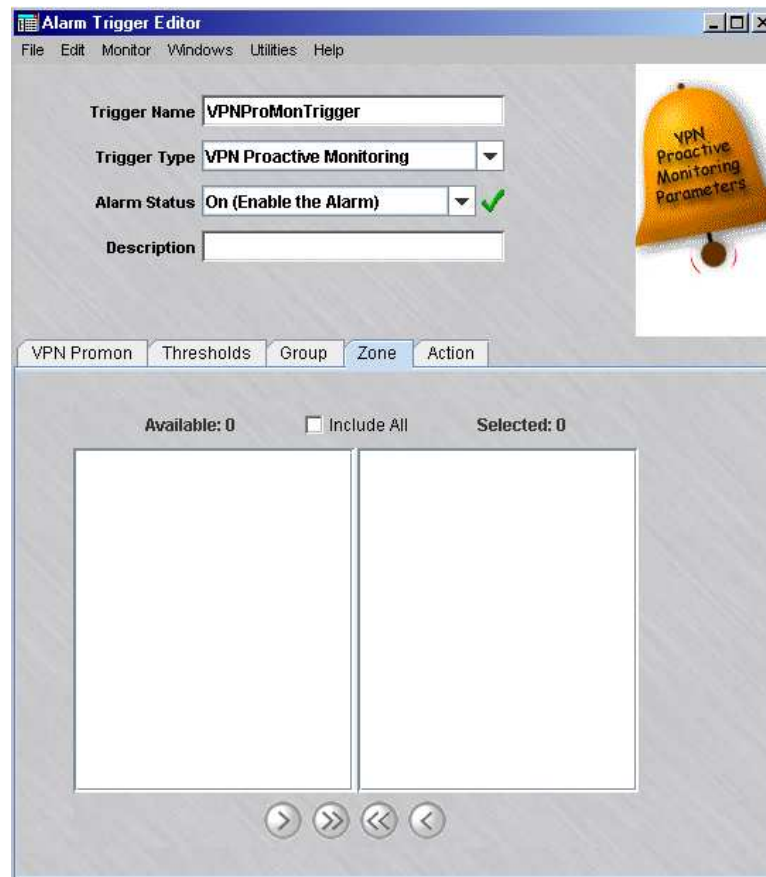 Alarm Trigger Editor
File Edit Monitor Windows Utilities Help
Trigger Name VPNProMonTrigger
Trigger Type VPN Proactive Monitoring
Alarm Status On (Enable the Alarm)
Description
VPN
Proactive
Monitoring
Parameters
VPN Promon Thresholds Group Zone Action
Available: 0 Include All Selected: 0